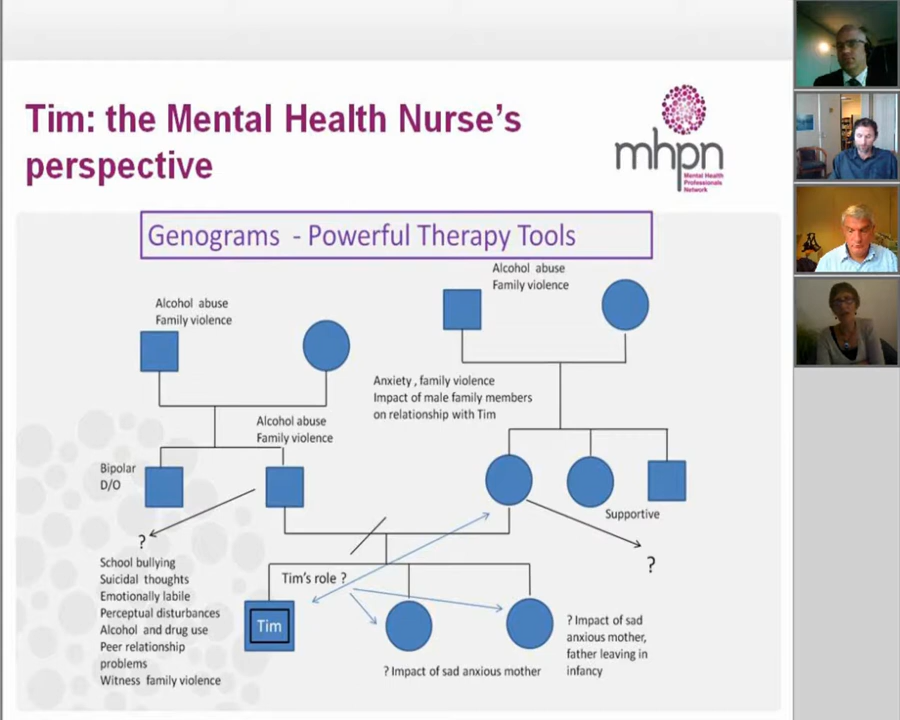 Tim: the Mental Health Nurse's
perspective
mhpn
Mental Health
Professionals
Network
Genograms - Powerful Therapy Tools
Alcohol abuse
Family violence
Alcohol abuse
Family violence
Anxiety , family violence
Impact of male family members
on relationship with Tim
Alcohol abuse
Family violence
Bipolar
D/O
Supportive
?
?
School bullying
Suicidal thoughts
Emotionally labile
Perceptual disturbances
Alcohol and drug use
Peer relationship
problems
Witness family violence
Tim's role ?
Tim
? Impact of sad anxious mother
? Impact of sad
anxious mother,
father leaving in
infancy